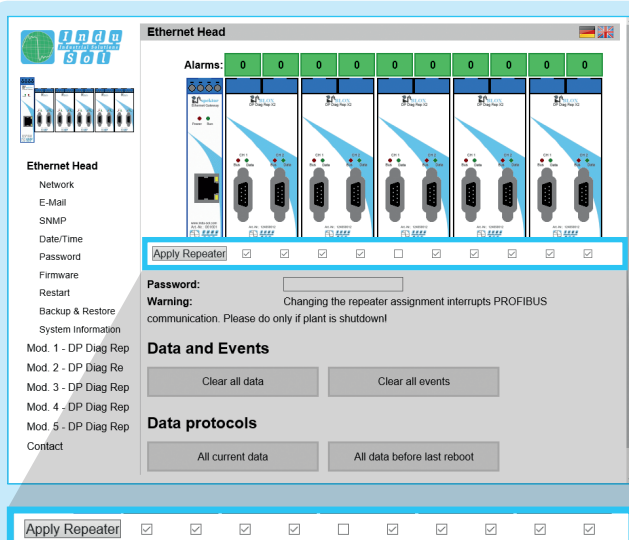 Indu
Industrial Solutions
Sol
Ethernet Head
Alarms: 0 0 0 0 0 0 0 0 0 0
Ethernet Head
Network
E-Mail
SNMP
Date/Time
Password
Firmware
Restart
Backup & Restore
System Information
Mod. 1 - DP Diag Rep
Mod. 2 - DP Diag Re
Mod. 3 - DP Diag Rep
Mod. 4 - DP Diag Rep
Mod. 5 - DP Diag Rep
Contact
Apply Repeater
Password:
Warning: Changing the repeater assignment interrupts PROFIBUS
communication. Please do only if plant is shutdown!
Data and Events
Clear all data Clear all events
Data protocols
All current data All data before last reboot
Apply Repeater